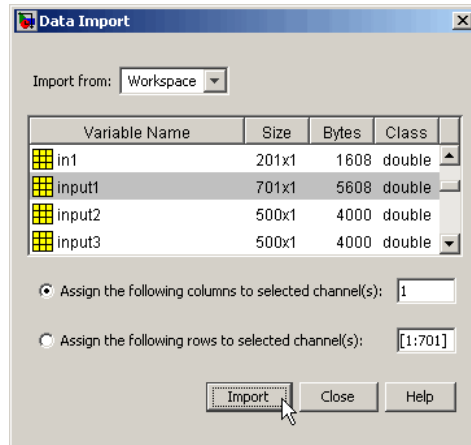 Data Import
Import from: Workspace
Variable Name Size Bytes Class
in1 201x1 1608 double
input1 701x1 5608 double
input2 500x1 4000 double
input3 500x1 4000 double
Assign the following columns to selected channel(s): 1
Assign the following rows to selected channel(s): [1:701]
Import Close Help